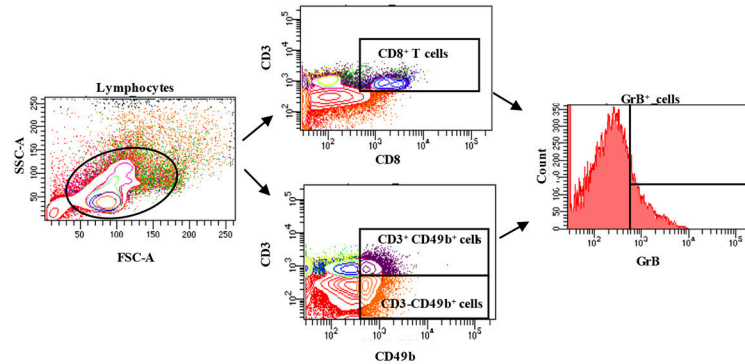 Lymphocytes
SSC-A
250
200
150
100
50
50 100 150 200 250
FSC-A
CD3
10^5
10^4
10^3
10^2
CD8⁺ T cells
10^2 10^3 10^4 10^5
CD8
CD3
10^5
10^4
10^3
10^2
CD3⁺ CD49b⁺ cells
CD3-CD49b⁺ cells
10^2 10^3 10^4 10^5
CD49b
GrB⁺ cells
Count
350
300
250
200
150
100
50
0
10^2 10^3 10^4 10^5
GrB